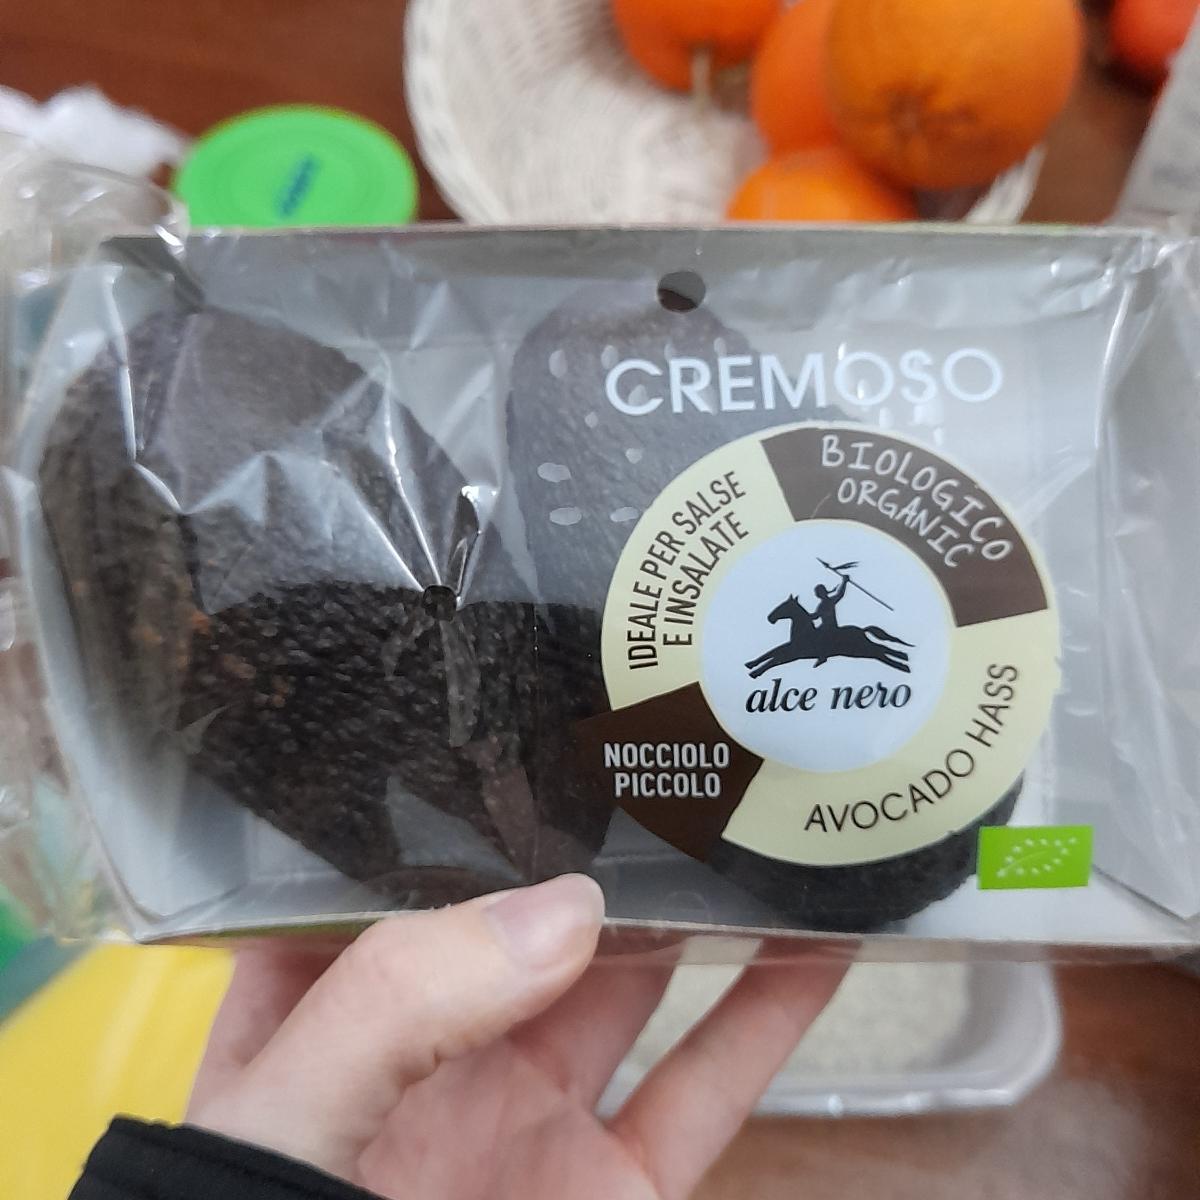 CREMOSO
BIOLOGICO
ORGANIC
IDEALE PER SALSE
E INSALATE
alce nero
NOCCIOLO
PICCOLO
AVOCADO HASS